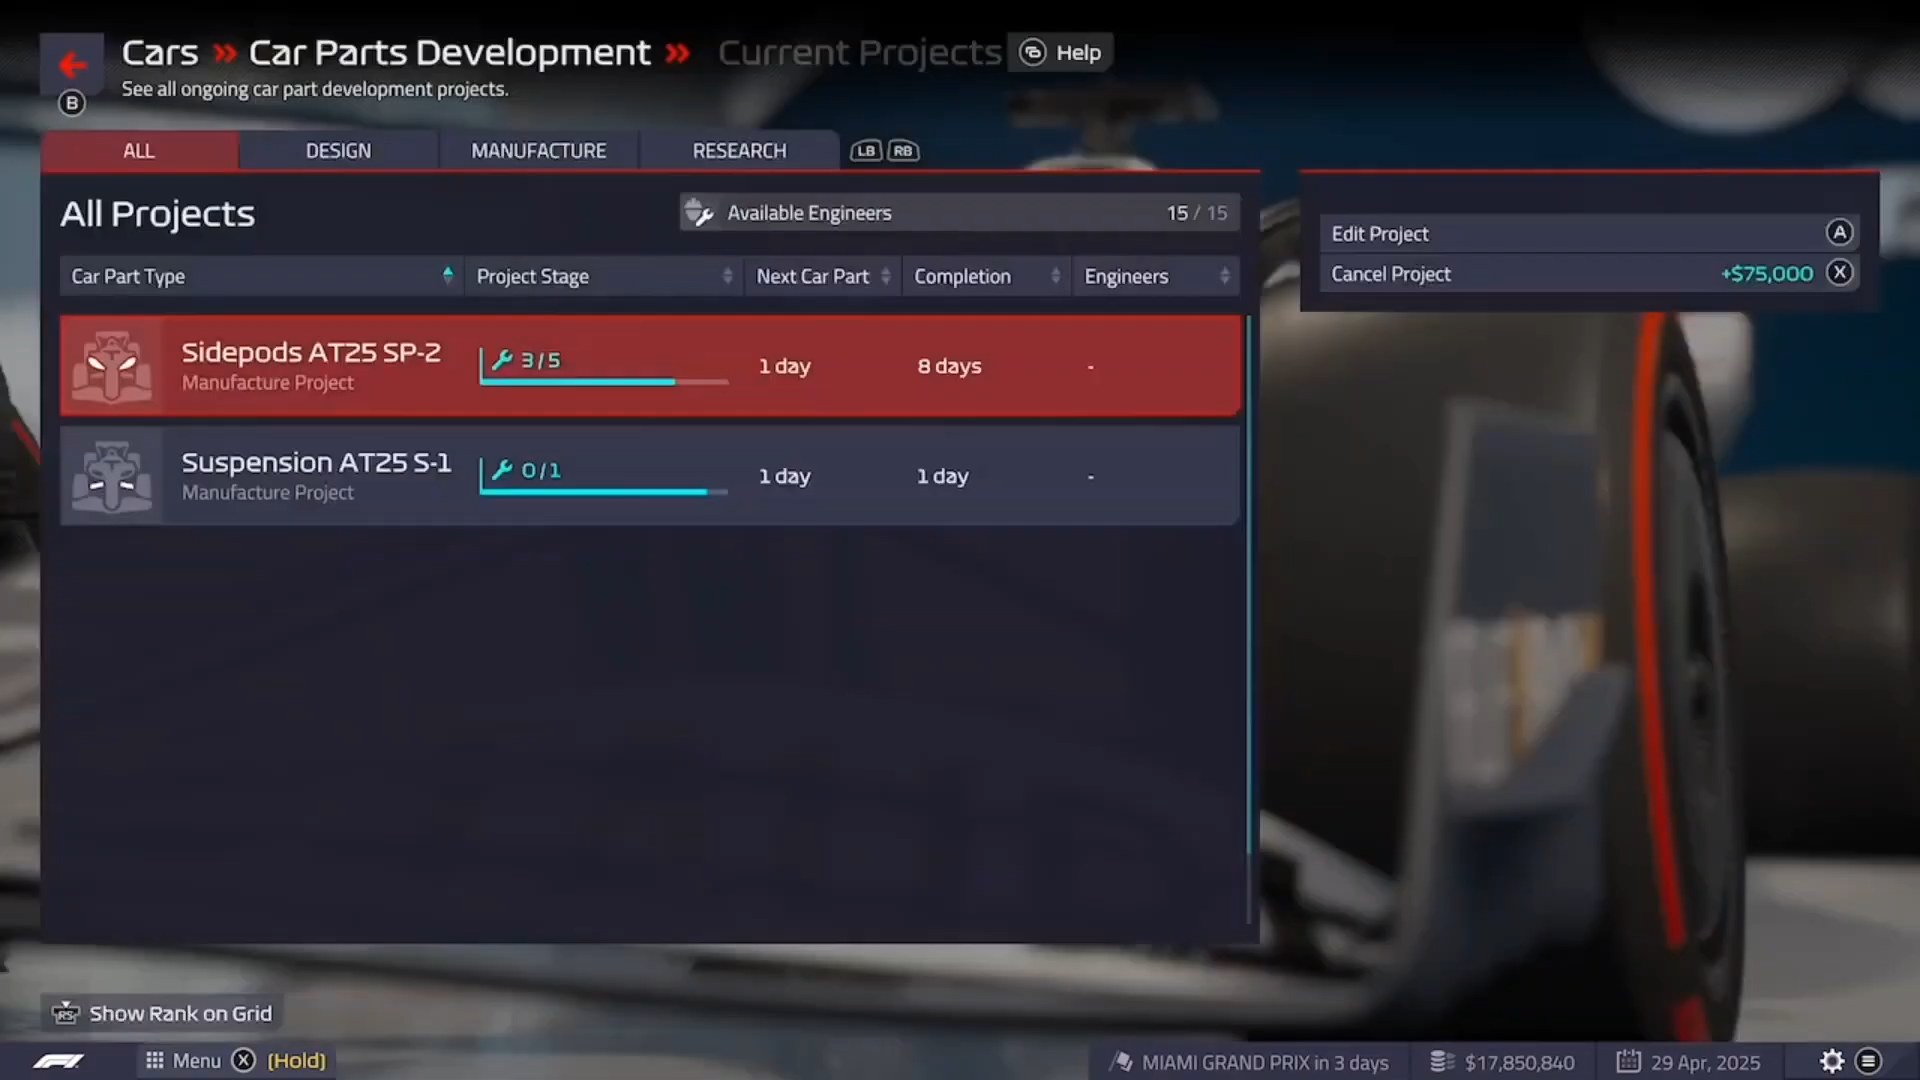 Cars » Car Parts Development » Current Projects Help
B
See all ongoing car part development projects.
ALL DESIGN MANUFACTURE RESEARCH LB RB
All Projects
Available Engineers 15 / 15
Car Part Type Project Stage Next Car Part Completion Engineers
Sidepods AT25 SP-2
Manufacture Project
3/5 1 day 8 days -
Suspension AT25 S-1
Manufacture Project
0/1 1 day 1 day -
Edit Project A
Cancel Project +$75,000 X
RS Show Rank on Grid
F1 Menu X (Hold) MIAMI GRAND PRIX in 3 days $17,850,840 29 Apr, 2025